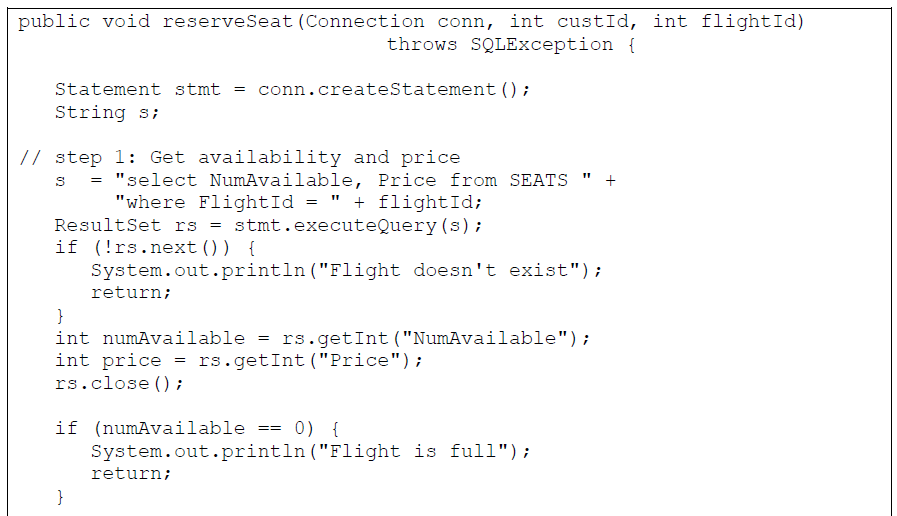 public void reserveSeat(Connection conn, int custId, int flightId)
throws SQLException {
Statement stmt = conn.createStatement();
String s;
// step 1: Get availability and price
s = "select NumAvailable, Price from SEATS " +
"where FlightId = " + flightId;
ResultSet rs = stmt.executeQuery(s);
if (!rs.next()) {
System.out.println("Flight doesn't exist");
return;
}
int numAvailable = rs.getInt("NumAvailable");
int price = rs.getInt("Price");
rs.close();
if (numAvailable == 0) {
System.out.println("Flight is full");
return;
}